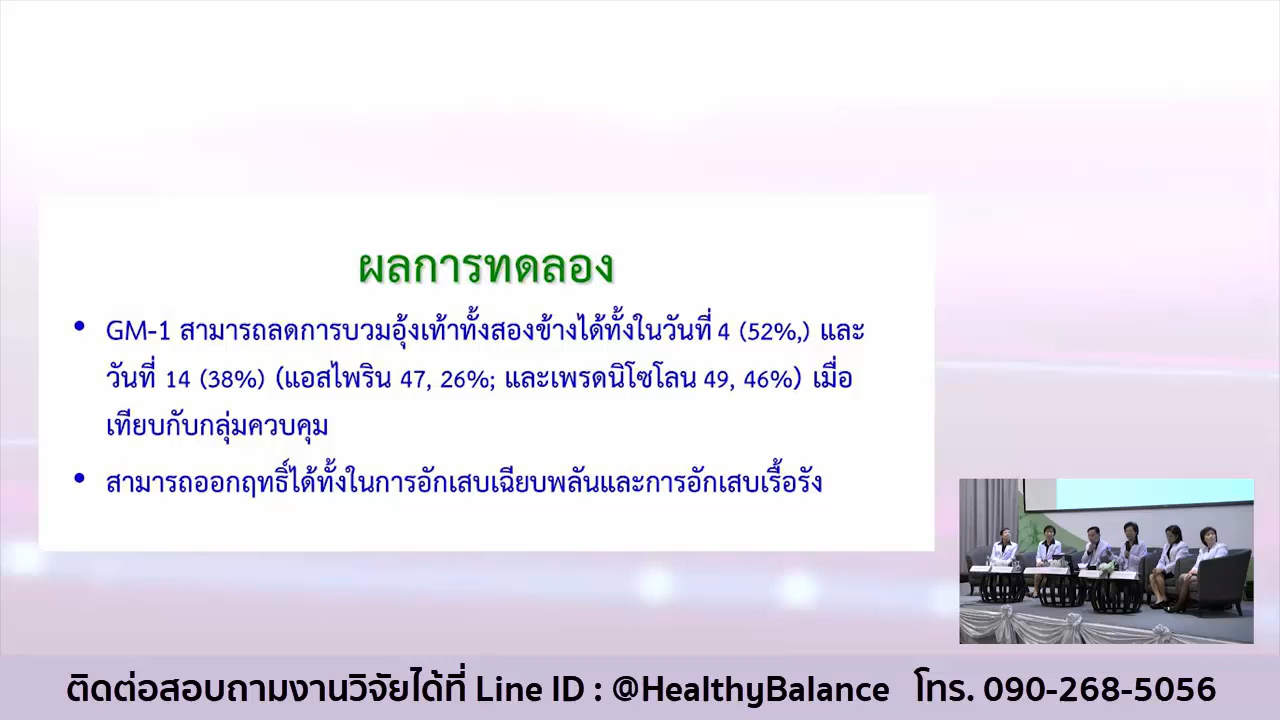 ผลการทดลอง
• GM-1 สามารถลดการบวมอุ้งเท้าทั้งสองข้างได้ทั้งในวันที่ 4 (52%,) และ
วันที่ 14 (38%) (แอสไพริน 47, 26%; และเพรดนิโซโลน 49, 46%) เมื่อ
เทียบกับกลุ่มควบคุม
• สามารถออกฤทธิ์ได้ทั้งในการอักเสบเฉียบพลันและการอักเสบเรื้อรัง
ติดต่อสอบถามงานวิจัยได้ที่ Line ID : @HealthyBalance โทร. 090-268-5056